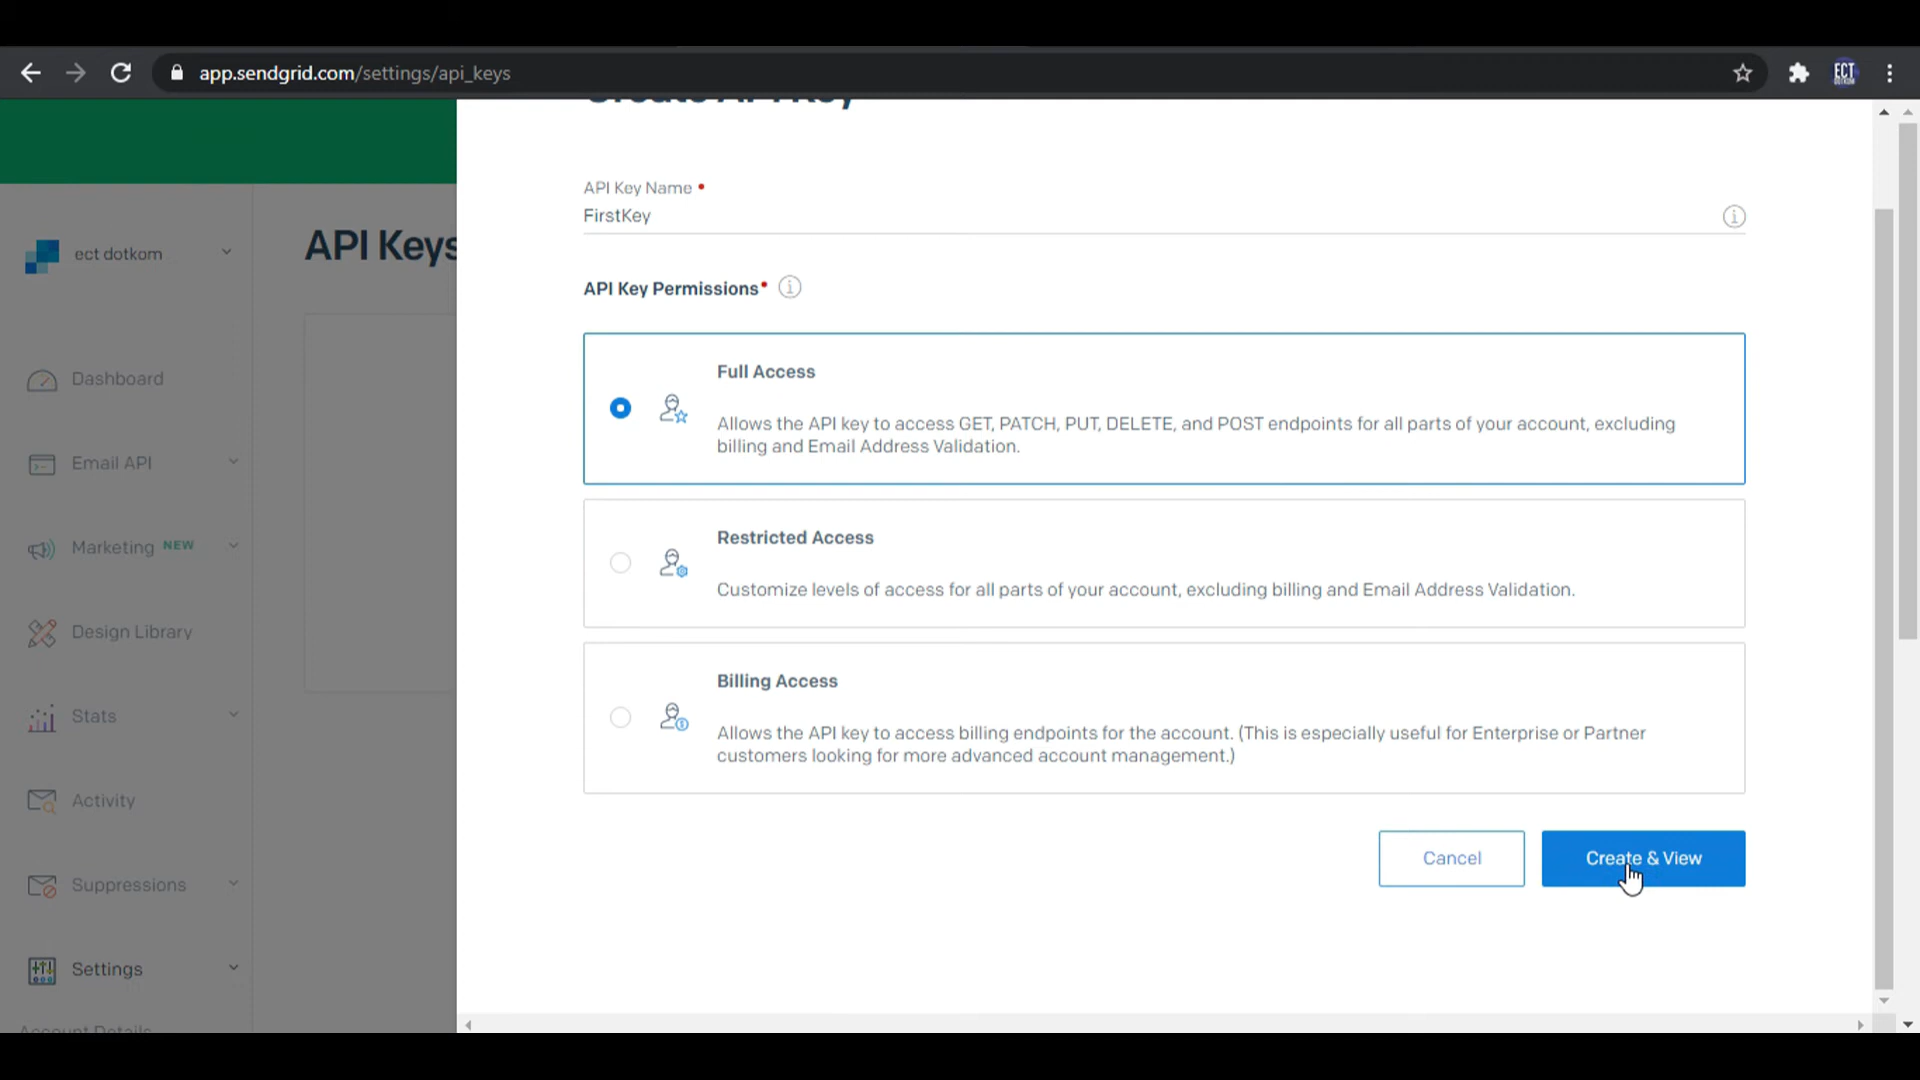 app.sendgrid.com/settings/api_keys
ECT
Create API Key
API Key Name •
FirstKey
API Keys
ect dotkom
API Key Permissions•
Full Access
Allows the API key to access GET, PATCH, PUT, DELETE, and POST endpoints for all parts of your account, excluding
billing and Email Address Validation.
Restricted Access
Customize levels of access for all parts of your account, excluding billing and Email Address Validation.
Billing Access
Allows the API key to access billing endpoints for the account. (This is especially useful for Enterprise or Partner
customers looking for more advanced account management.)
Cancel
Create & View
Dashboard
Email API
Marketing NEW
Design Library
Stats
Activity
Suppressions
Settings
Account Details